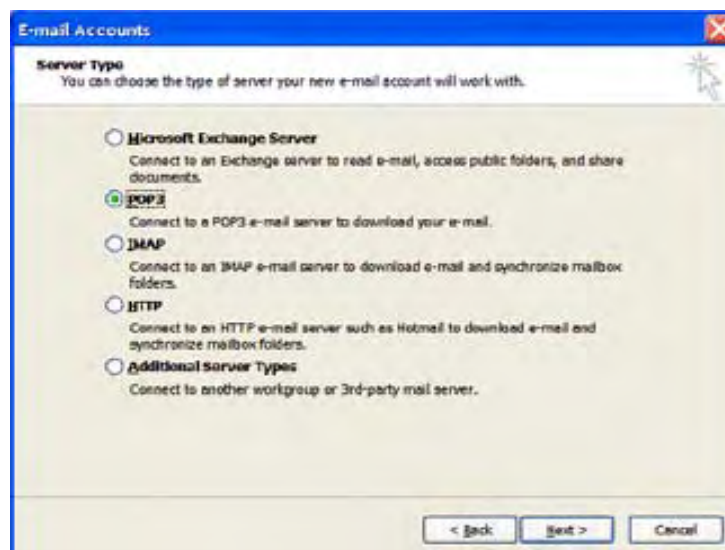 E-mail Accounts
Server Type
You can choose the type of server your new e-mail account will work with.
Microsoft Exchange Server
Connect to an Exchange server to read e-mail, access public folders, and share
documents.
POP3
Connect to a POP3 e-mail server to download your e-mail.
IMAP
Connect to an IMAP e-mail server to download e-mail and synchronize mailbox
folders.
HTTP
Connect to an HTTP e-mail server such as Hotmail to download e-mail and
synchronize mailbox folders.
Additional Server Types
Connect to another workgroup or 3rd-party mail server.
< Back Next > Cancel